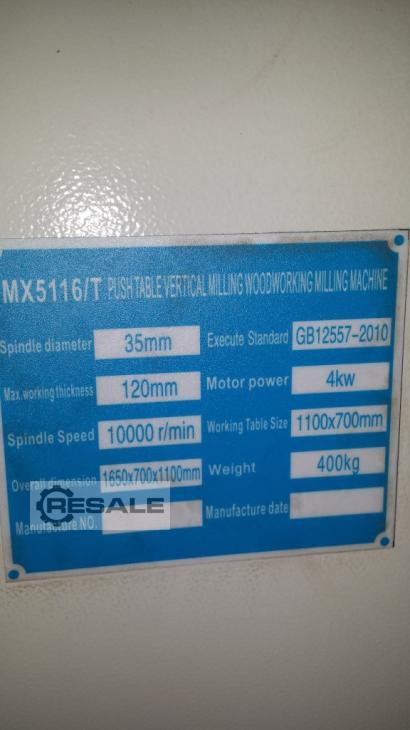 MX5116/T PUSH TABLE VERTICAL MILLING WOODWORKING MILLING MACHINE
Spindle diameter 35mm Execute Standard GB12557-2010
Max.working thickness 120mm Motor power 4kw
Spindle Speed 10000 r/min Working Table Size 1100x700mm
Overall dimension 1650x700x1100mm Weight 400kg
RESALE
Manufacture NO. Manufacture date